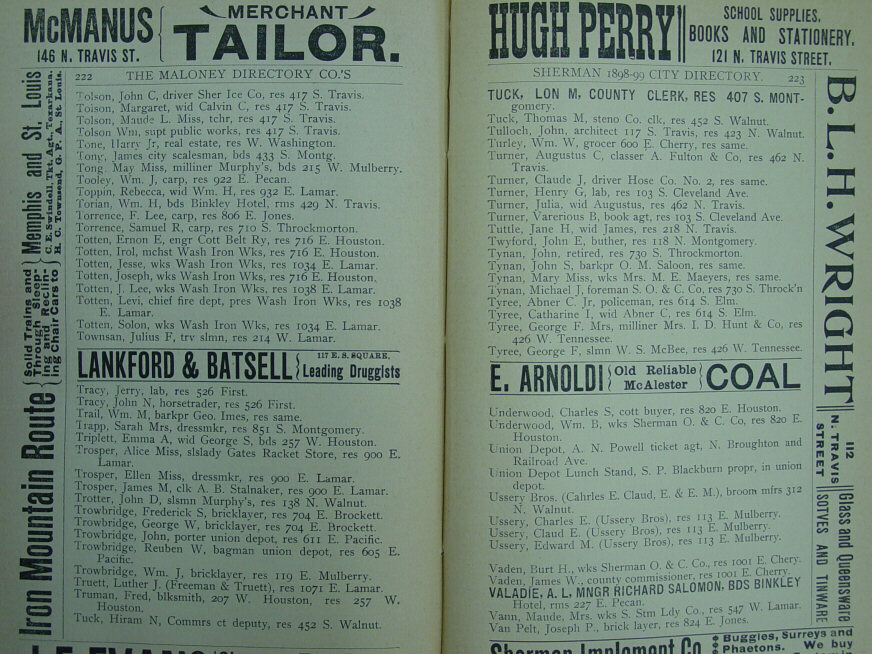 McMANUS
146 N. TRAVIS ST.
MERCHANT
TAILOR.
222 THE MALONEY DIRECTORY CO.'S
Tolson, John C, driver Sher Ice Co, res 417 S. Travis.
Tolson, Margaret, wid Calvin C, res 417 S. Travis.
Tolson, Maude L. Miss, tchr, res 417 S. Travis.
Tolson Wm, supt public works, res 417 S. Travis.
Tone, Harry Jr, real estate, res W. Washington.
Tony, James city scalesman, bds 433 S. Montg.
Tong, May Miss, milliner Murphy's, bds 215 W. Mulberry.
Tooley, Wm. J, carp, res 922 E. Pecan.
Toppin, Rebecca, wid Wm. H, res 932 E. Lamar.
Torian, Wm. H, bds Binkley Hotel, rms 429 N. Travis.
Torrence, F. Lee, carp, res 806 E. Jones.
Torrence, Samuel R, carp, res 710 S. Throckmorton.
Totten, Ernon E, engr Cott Belt Ry, res 716 E. Houston.
Totten, Irol, mchst Wash Iron Wks, res 716 E. Houston.
Totten, Jesse, wks Wash Iron Wks, res 1034 E. Lamar.
Totten, Joseph, wks Wash Iron Wks, res 716 E. Houston.
Totten, J. Lee, wks Wash Iron Wks, res 1038 E. Lamar.
Totten, Levi, chief fire dept, pres Wash Iron Wks, res 1038
E. Lamar.
Totten, Solon, wks Wash Iron Wks, res 1034 E. Lamar.
Townsan, Julius F, trv slmn, res 214 W. Lamar.
LANKFORD & BATSELL
117 E. S. SQUARE,
Leading Druggists
Tracy, Jerry, lab, res 526 First.
Tracy, John N, horsetrader, res 526 First.
Trail, Wm. M, barkpr Geo. Imes, res same.
Trapp, Sarah Mrs, dressmkr, res 851 S. Montgomery.
Triplett, Emma A, wid George S, bds 257 W. Houston.
Trosper, Alice Miss, slslady Gates Racket Store, res 900 E.
Lamar.
Trosper, Ellen Miss, dressmkr, res 900 E. Lamar.
Trosper, James M, clk A. B. Stalnaker, res 900 E. Lamar.
Trotter, John D, slsmn Murphy's, res 138 N. Walnut.
Trowbridge, Frederick S, bricklayer, res 704 E. Brockett.
Trowbridge, George W, bricklayer, res 704 E. Brockett.
Trowbridge, John, porter union depot, res 611 E. Pacific.
Trowbridge, Reuben W, bagman union depot, res 605 E.
Pacific.
Trowbridge, Wm. J, bricklayer, res 119 E. Mulberry.
Truett, Luther J. (Freeman & Truett), res 1071 E. Lamar.
Truman, Fred, blksmith, 207 W. Houston, res 257 W.
Houston.
Tuck, Hiram N, Commrs ct deputy, res 452 S. Walnut.
Iron Mountain Route
Solid Trains and
Through Sleep-
ing and Reclin-
ing Chair Cars to
Memphis and St. Louis
C. E. Swindell, Tkt. Agt, Texarkana.
H. C. Townsend, G. P. A., St. Louis.
HUGH PERRY
SCHOOL SUPPLIES,
BOOKS AND STATIONERY.
121 N. TRAVIS STREET.
SHERMAN 1898-99 CITY DIRECTORY. 223
TUCK, LON M, COUNTY CLERK, RES 407 S. MONT-
gomery.
Tuck, Thomas M, steno Co. clk, res 452 S. Walnut.
Tulloch, John, architect 117 S. Travis, res 423 N. Walnut.
Turley, Wm. W, grocer 600 E. Cherry, res same.
Turner, Augustus C, classer A. Fulton & Co, res 462 N.
Travis.
Turner, Claude J, driver Hose Co. No. 2, res same.
Turner, Henry G, lab, res 103 S. Cleveland Ave.
Turner, Julia, wid Augustus, res 462 N. Travis.
Turner, Varerious B, book agt, res 103 S. Cleveland Ave.
Tuttle, Jane H, wid James, res 218 N. Travis.
Twyford, John E, buther, res 118 N. Montgomery.
Tynan, John, retired, res 730 S. Throckmorton.
Tynan, John S, barkpr O. M. Saloon, res same.
Tynan, Mary Miss, wks Mrs. M. E. Maeyers, res same.
Tynan, Michael J, foreman S. O. & C. Co, res 730 S. Throck'n
Tyree, Abner C. Jr, policeman, res 614 S. Elm.
Tyree, Catharine I, wid Abner C, res 614 S. Elm.
Tyree, George F. Mrs, milliner Mrs. I. D. Hunt & Co, res
426 W. Tennessee.
Tyree, George F, slmn W. S. McBee, res 426 W. Tennessee.
E. ARNOLDI
Old Reliable
McAlester
COAL
Underwood, Charles S, cott buyer, res 820 E. Houston.
Underwood, Wm. B, wks Sherman O. & C. Co, res 820 E.
Houston.
Union Depot, A. N. Powell ticket agt, N. Broughton and
Railroad Ave.
Union Depot Lunch Stand, S. P. Blackburn propr, in union
depot.
Ussery Bros. (Cahrles E. Claud, E. & E. M.), broom mfrs 312
N. Walnut.
Ussery, Charles E. (Ussery Bros), res 113 E. Mulberry.
Ussery, Claud E. (Ussery Bros), res 113 E. Mulberry.
Ussery, Edward M. (Ussery Bros), res 113 E. Mulberry.
Vaden, Burt H., wks Sherman O. & C. Co., res 1001 E. Chery.
Vaden, James W., county commissioner, res 1001 E. Cherry.
VALADIE, A. L, MNGR RICHARD SALOMON, BDS BINKLEY
Hotel, rms 227 E. Pecan.
Vann, Maude, Mrs. wks S. Stm Ldy Co., res 547 W. Lamar.
Van Pelt, Joseph P., brick layer, res 824 E. Jones.
B. L. H. WRIGHT
112
N. TRAVIS
STREET
Glass and Queensware
SOTVES AND TINWARE
Sherman Implement Co.
Buggies, Surreys and
Phaetons. We buy